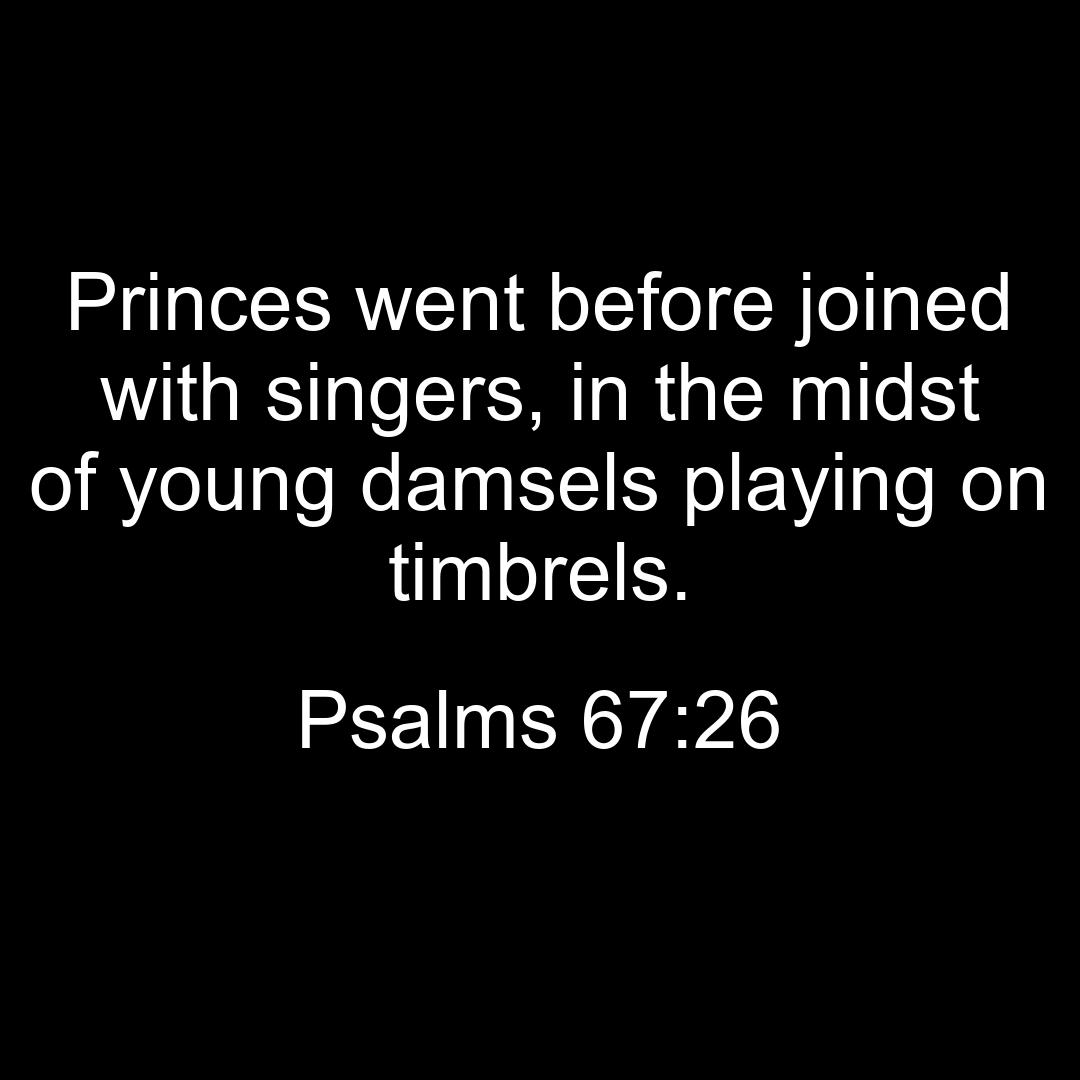 Princes went before joined
with singers, in the midst
of young damsels playing on
timbrels.
Psalms 67:26